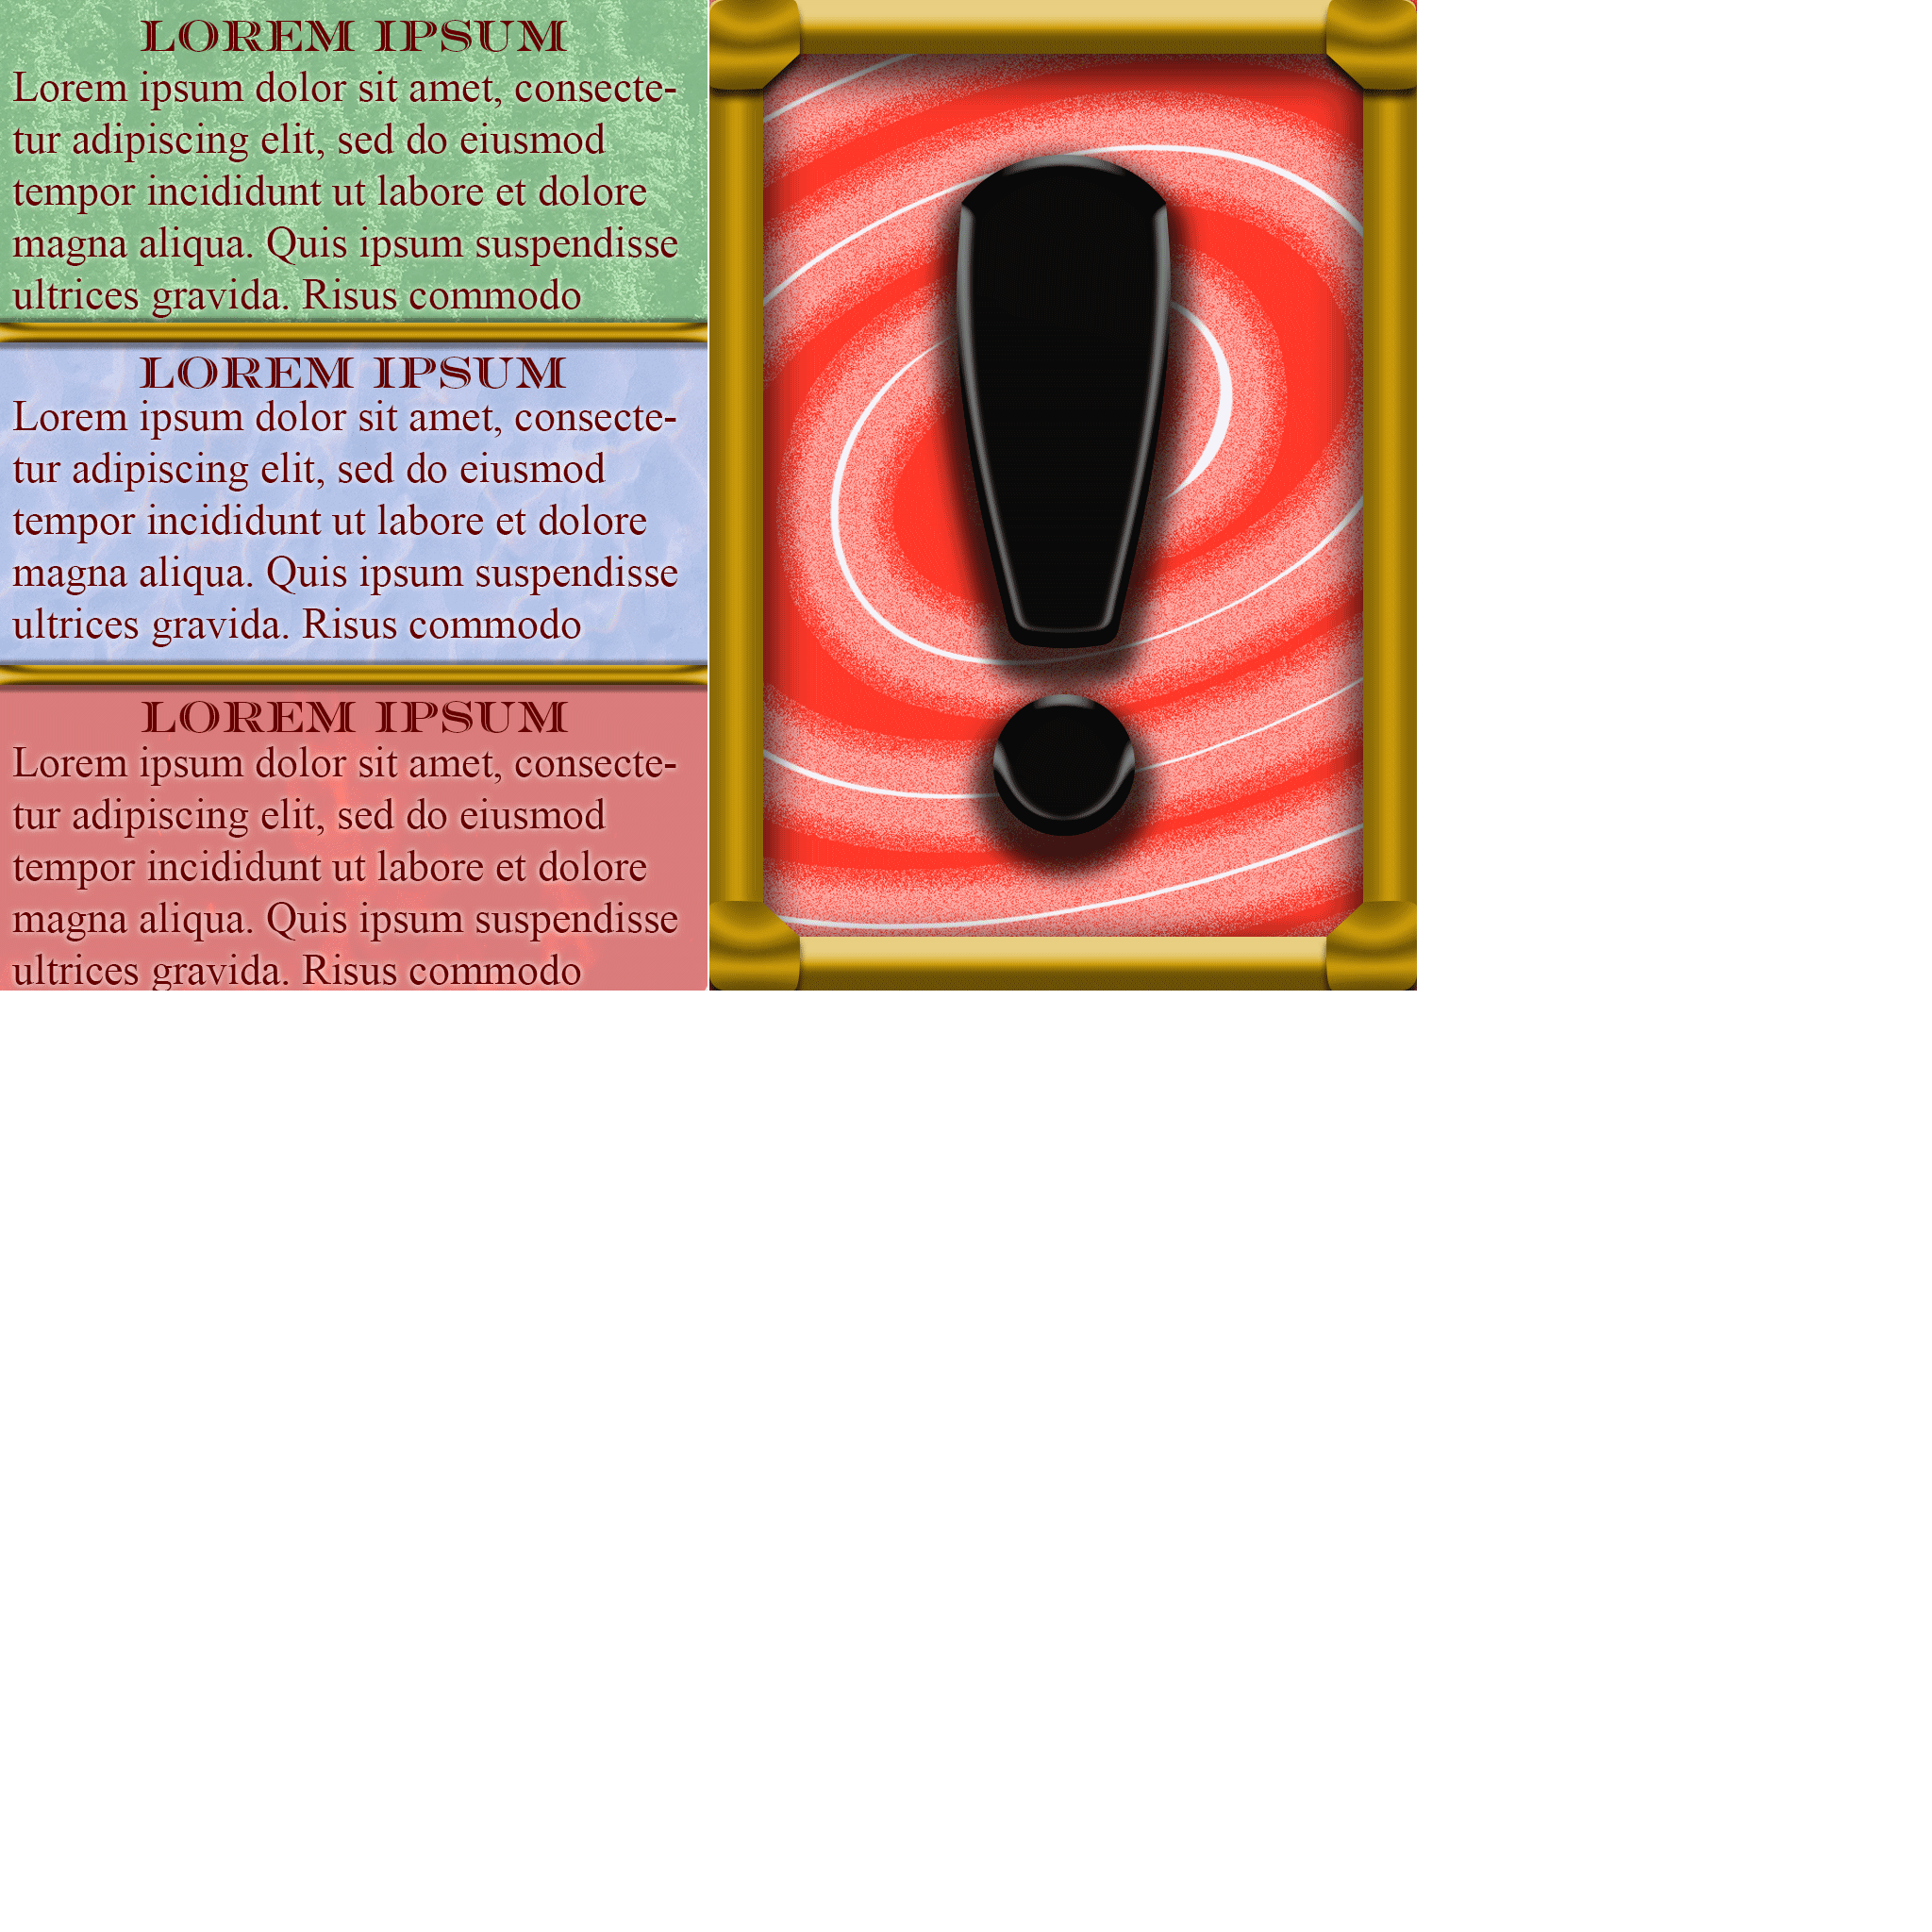 LOREM IPSUM
Lorem ipsum dolor sit amet, consecte-
tur adipiscing elit, sed do eiusmod
tempor incididunt ut labore et dolore
magna aliqua. Quis ipsum suspendisse
ultrices gravida. Risus commodo
LOREM IPSUM
Lorem ipsum dolor sit amet, consecte-
tur adipiscing elit, sed do eiusmod
tempor incididunt ut labore et dolore
magna aliqua. Quis ipsum suspendisse
ultrices gravida. Risus commodo
LOREM IPSUM
Lorem ipsum dolor sit amet, consecte-
tur adipiscing elit, sed do eiusmod
tempor incididunt ut labore et dolore
magna aliqua. Quis ipsum suspendisse
ultrices gravida. Risus commodo
!